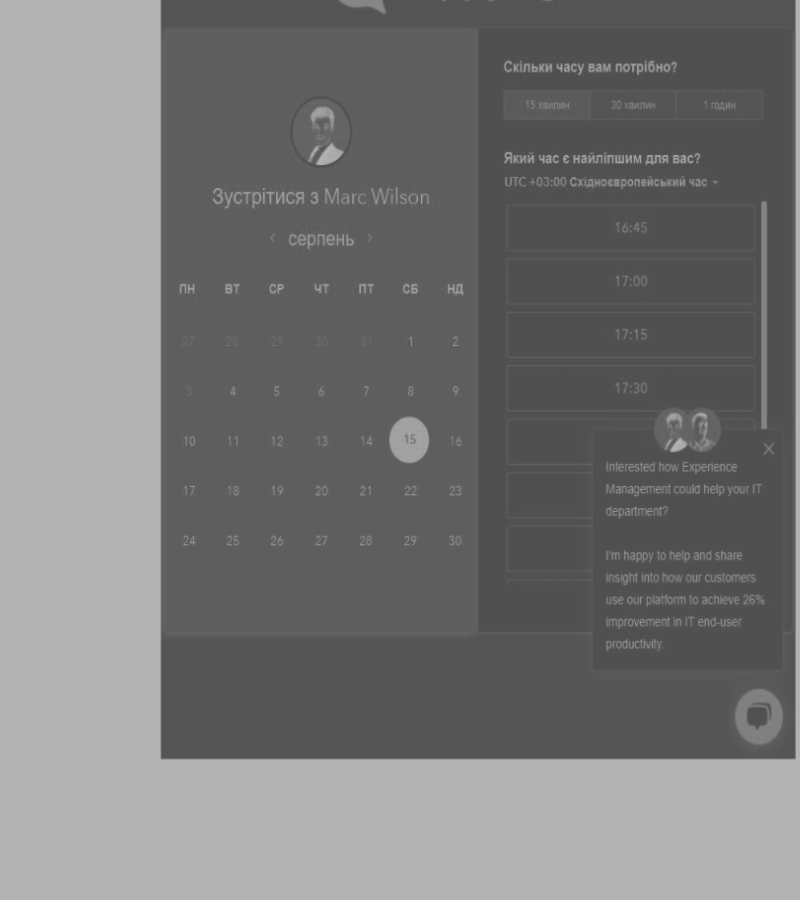 Зустрітися з Marc Wilson
серпень
ПН ВТ СР ЧТ ПТ СБ НД
27 28 29 30 31 1 2
3 4 5 6 7 8 9
10 11 12 13 14 15 16
17 18 19 20 21 22 23
24 25 26 27 28 29 30
Скільки часу вам потрібно?
15 хвилин 30 хвилин 1 годин
Який час є найліпшим для вас?
UTC +03:00 Східноєвропейський час
16:45
17:00
17:15
17:30
Interested how Experience
Management could help your IT
department?
I'm happy to help and share
insight into how our customers
use our platform to achieve 26%
improvement in IT end-user
productivity.